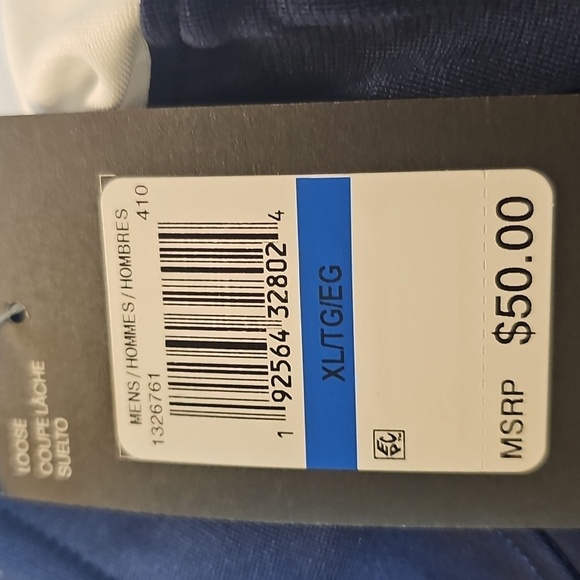 LOOSE
COUPE LÂCHE
SUELTO
MENS/HOMMES/HOMBRES
1326761 410
1 92564 32802 4
XL/TG/EG
MSRP $50.00